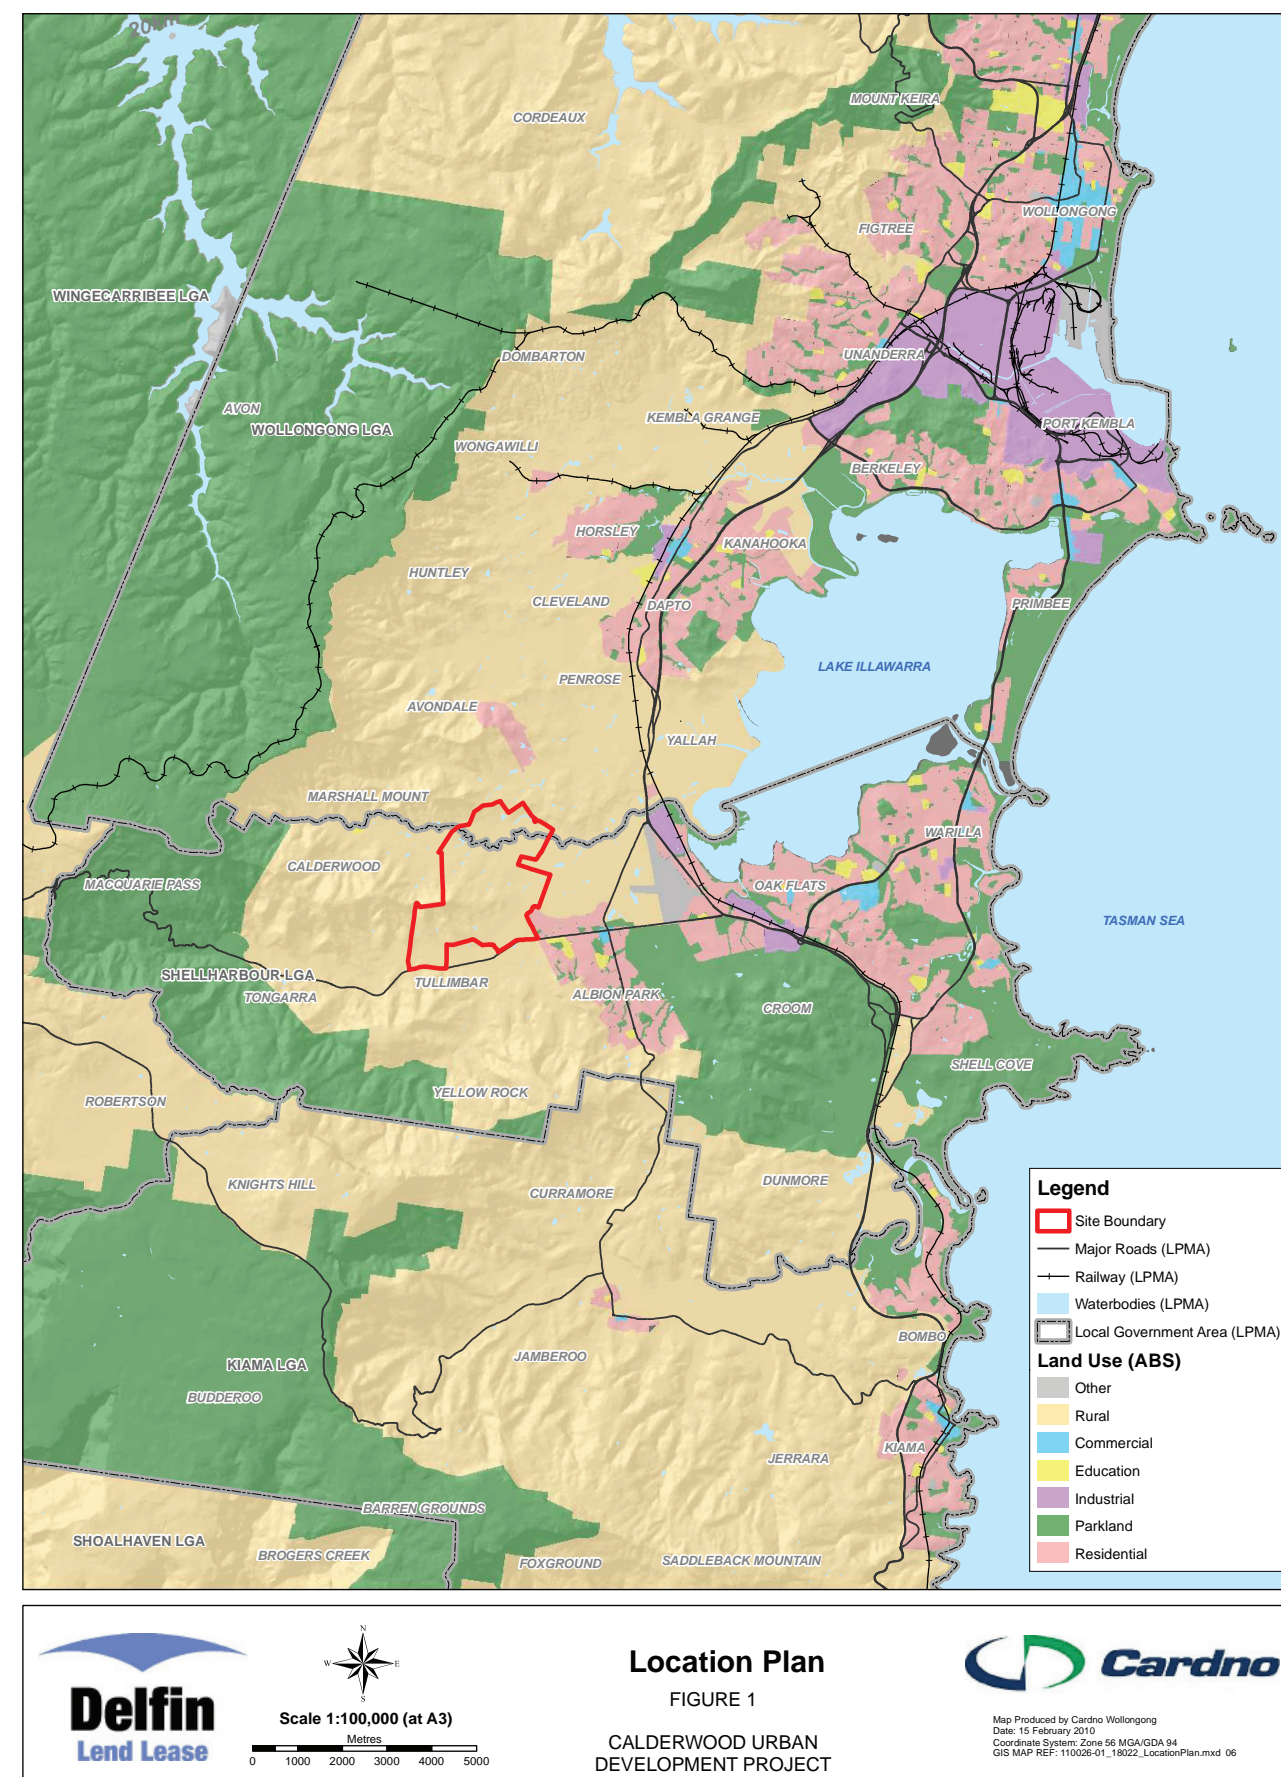 20km
CORDEAUX
MOUNT KEIRA
WOLLONGONG
FIGTREE
WINGECARRIBEE LGA
DOMBARTON
UNANDERRA
AVON
WOLLONGONG LGA
KEMBLA GRANGE
PORT KEMBLA
WONGAWILLI
BERKELEY
HORSLEY
KANAHOOKA
HUNTLEY
CLEVELAND
DAPTO
PRIMBEE
LAKE ILLAWARRA
PENROSE
AVONDALE
YALLAH
MARSHALL MOUNT
WARILLA
CALDERWOOD
MACQUARIE PASS
OAK FLATS
TASMAN SEA
SHELLHARBOUR LGA
TULLIMBAR
TONGARRA
ALBION PARK
CROOM
SHELL COVE
YELLOW ROCK
ROBERTSON
KNIGHTS HILL
CURRAMORE
DUNMORE
BOMBO
JAMBEROO
KIAMA LGA
BUDDEROO
KIAMA
JERRARA
BARREN GROUNDS
SHOALHAVEN LGA
BROGERS CREEK
FOXGROUND
SADDLEBACK MOUNTAIN
Legend
Site Boundary
Major Roads (LPMA)
Railway (LPMA)
Waterbodies (LPMA)
Local Government Area (LPMA)
Land Use (ABS)
Other
Rural
Commercial
Education
Industrial
Parkland
Residential
Delfin
Lend Lease
N
W E
S
Scale 1:100,000 (at A3)
Metres
0 1000 2000 3000 4000 5000
Location Plan
FIGURE 1
CALDERWOOD URBAN
DEVELOPMENT PROJECT
Cardno
Map Produced by Cardno Wollongong
Date: 15 February 2010
Coordinate System: Zone 56 MGA/GDA 94
GIS MAP REF: 110026-01_18022_LocationPlan.mxd 06